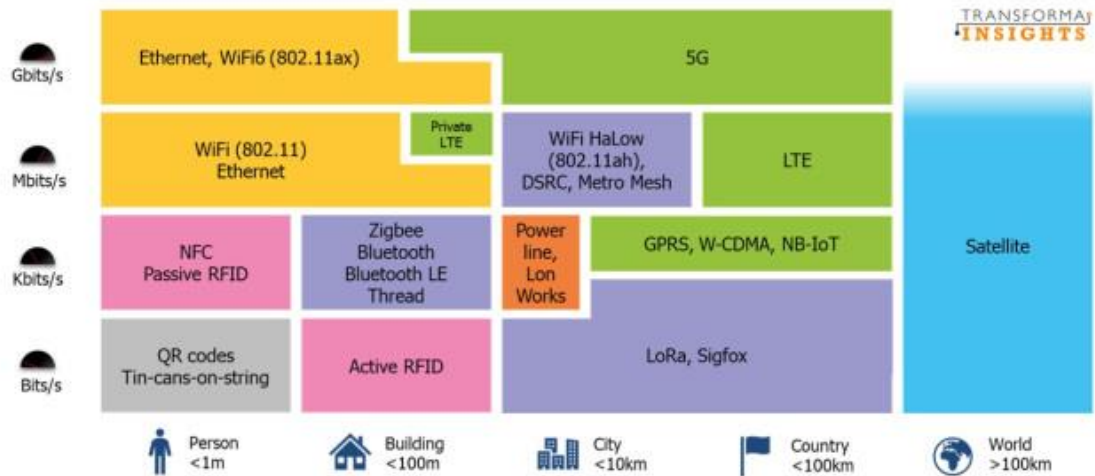 TRANSFORMA
INSIGHTS
Gbits/s
Ethernet, WiFi6 (802.11ax)
5G
Mbits/s
WiFi (802.11)
Ethernet
Private
LTE
WiFi HaLow
(802.11ah),
DSRC, Metro Mesh
LTE
Kbits/s
NFC
Passive RFID
Zigbee
Bluetooth
Bluetooth LE
Thread
Power
line,
Lon
Works
GPRS, W-CDMA, NB-IoT
Satellite
Bits/s
QR codes
Tin-cans-on-string
Active RFID
LoRa, Sigfox
Person
<1m
Building
<100m
City
<10km
Country
<100km
World
>100km